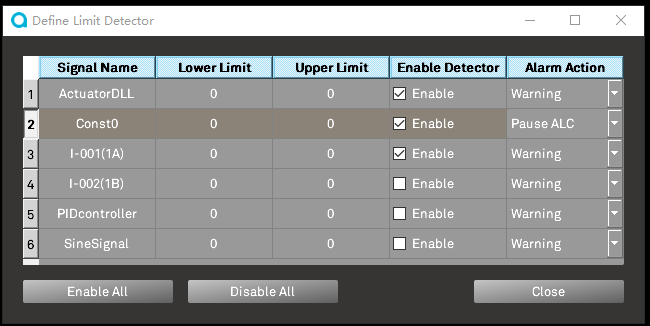 Define Limit Detector
Signal Name Lower Limit Upper Limit Enable Detector Alarm Action
1 ActuatorDLL 0 0 Enable Warning
2 Const0 0 0 Enable Pause ALC
3 I-001(1A) 0 0 Enable Warning
4 I-002(1B) 0 0 Enable Warning
5 PIDcontroller 0 0 Enable Warning
6 SineSignal 0 0 Enable Warning
Enable All Disable All Close